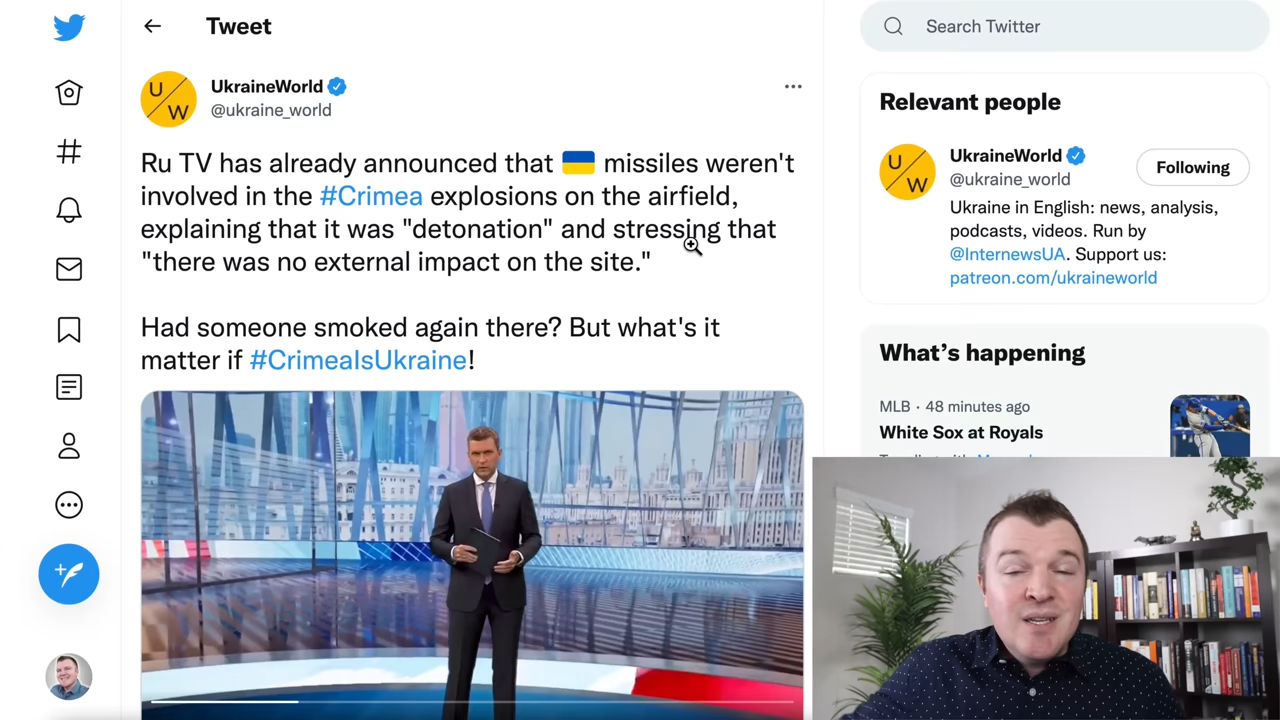 Tweet
UkraineWorld
@ukraine_world
Ru TV has already announced that 🇺🇦 missiles weren't
involved in the #Crimea explosions on the airfield,
explaining that it was "detonation" and stressing that
"there was no external impact on the site."
Had someone smoked again there? But what's it
matter if #CrimeaIsUkraine!
Search Twitter
Relevant people
UkraineWorld
@ukraine_world
Following
Ukraine in English: news, analysis,
podcasts, videos. Run by
@InternewsUA. Support us:
patreon.com/ukraineworld
What's happening
MLB · 48 minutes ago
White Sox at Royals
U
W
U
W